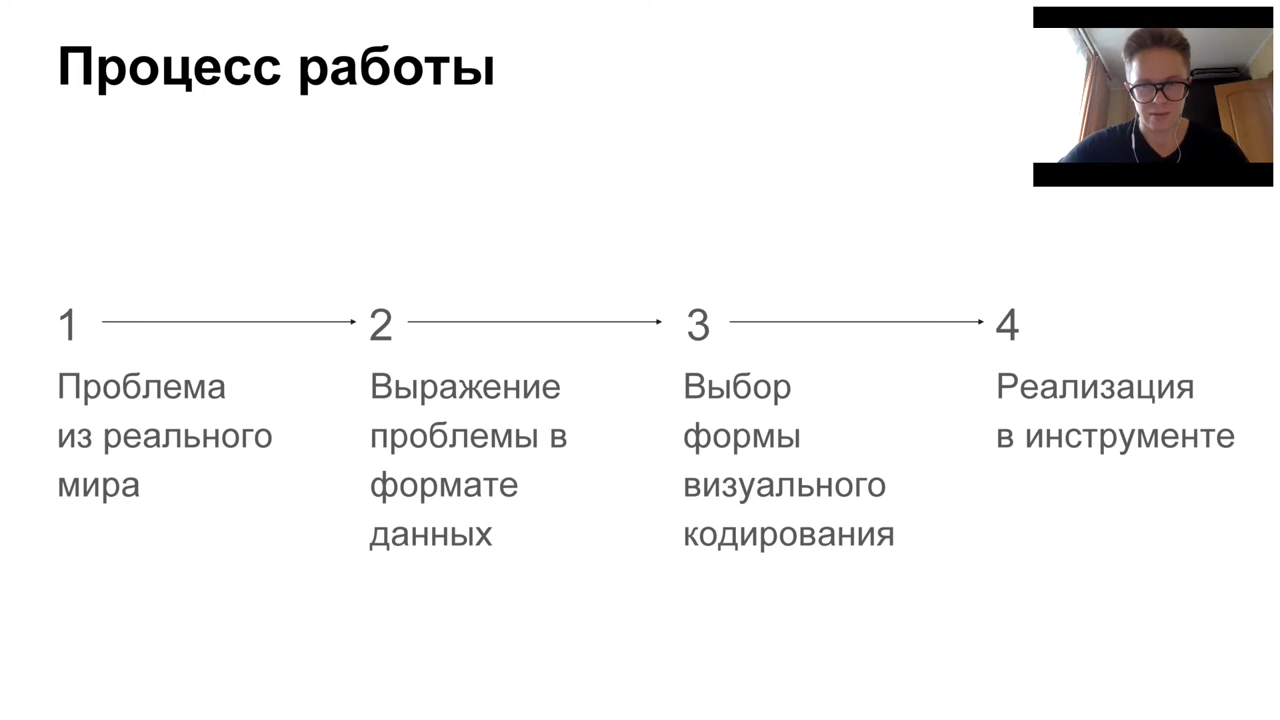 Процесс работы
1
Проблема
из реального
мира
2
Выражение
проблемы в
формате
данных
3
Выбор
формы
визуального
кодирования
4
Реализация
в инструменте